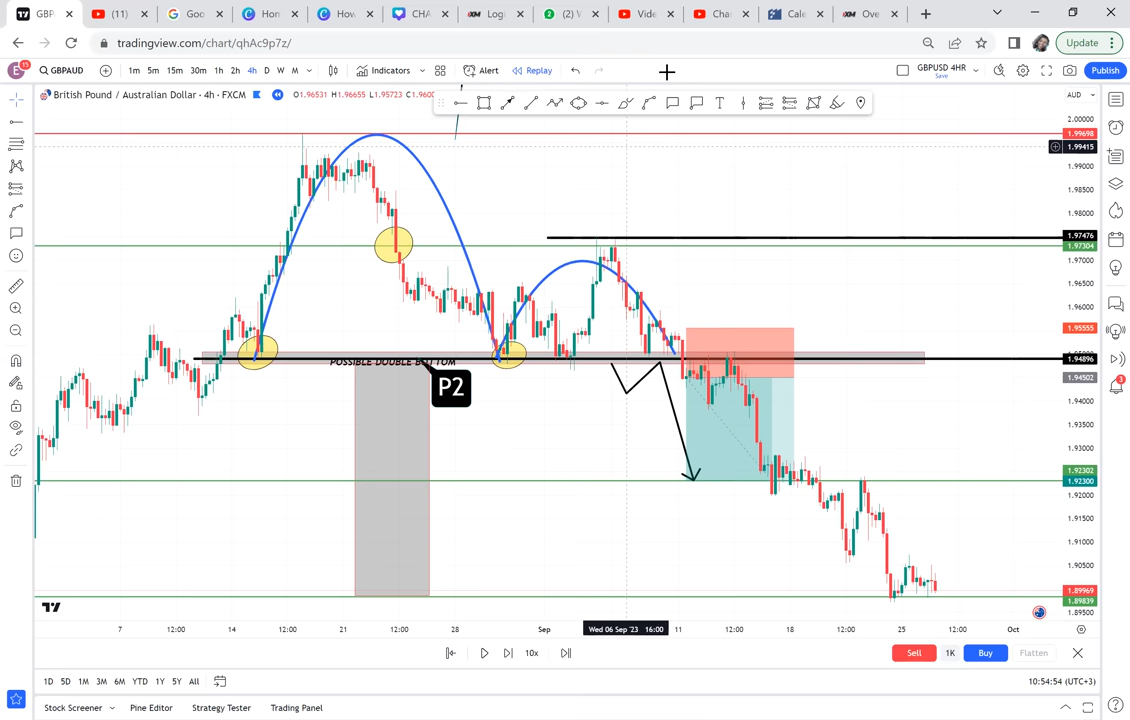 GBP
(11)
Goo
Hon
How
CHA
Logi
(2) V
Vide
Char
Cale
Ove
tradingview.com/chart/qhAc9p7z/
Update
E 15
GBPAUD
1m 5m 15m 30m 1h 2h 4h D W M
Indicators
Alert
Replay
GBPUSD 4HR
Save
Publish
British Pound / Australian Dollar · 4h · FXCM
O1.96531 H1.96655 L1.95723
AUD
2.00000
1.99698
1.99415
1.99000
1.98500
1.98000
1.97476
1.97304
1.97000
1.96500
1.96000
1.95555
1.94896
1.94502
1.94000
1.93500
1.93000
1.92302
1.92300
1.92000
1.91500
1.91000
1.90500
1.89969
1.89839
1.89500
POSSIBLE DOUBLE BOTTOM
P2
3
7 12:00 14 12:00 21 12:00 28 Sep Wed 06 Sep '23 16:00 11 12:00 18 12:00 25 12:00 Oct
10x
Sell 1K Buy Flatten
1D 5D 1M 3M 6M YTD 1Y 5Y All
10:54:54 (UTC+3)
Stock Screener Pine Editor Strategy Tester Trading Panel